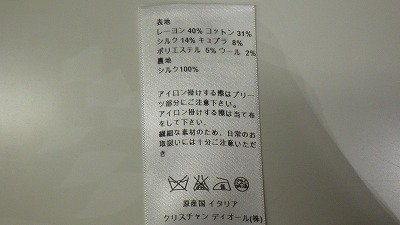 表地
レーヨン 40% コットン 31%
シルク 14% キュプラ 8%
ポリエステル 5% ウール 2%
裏地
シルク100%
アイロン掛けする際はプリー
ツ部分にご注意下さい。
アイロン掛けする際は当て布
をして下さい。
繊細な素材のため、日常のお
取扱いには十分ご注意いただ
き
原産国 イタリア
クリスチャン ディオール(株)